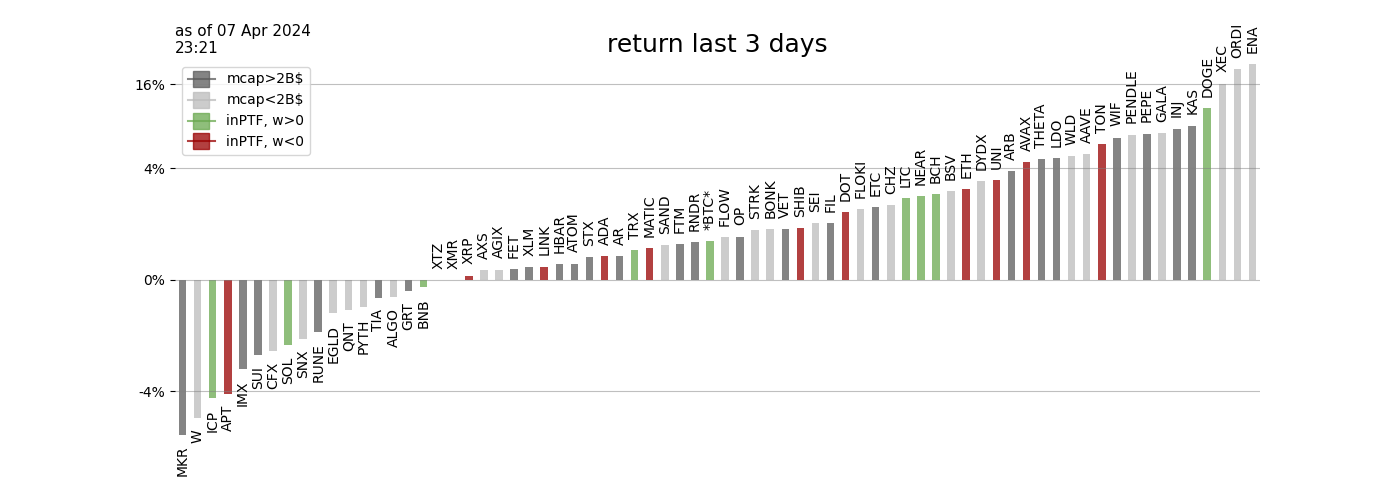 as of 07 Apr 2024
23:21
return last 3 days
mcap>2B$
mcap<2B$
inPTF, w>0
inPTF, w<0
16%
4%
0%
-4%
MKR
W
ICP
APT
IMX
SUI
CFX
SOL
SNX
RUNE
EGLD
QNT
PYTH
TIA
ALGO
GRT
BNB
XTZ
XMR
XRP
AXS
AGIX
FET
XLM
LINK
HBAR
ATOM
STX
ADA
AR
TRX
MATIC
SAND
FTM
RNDR
*BTC*
FLOW
OP
STRK
BONK
VET
SHIB
SEI
FIL
DOT
FLOKI
ETC
CHZ
LTC
NEAR
BCH
BSV
ETH
DYDX
UNI
ARB
AVAX
THETA
LDO
WLD
AAVE
TON
WIF
PENDLE
PEPE
GALA
INJ
KAS
DOGE
XEC
ORDI
ENA